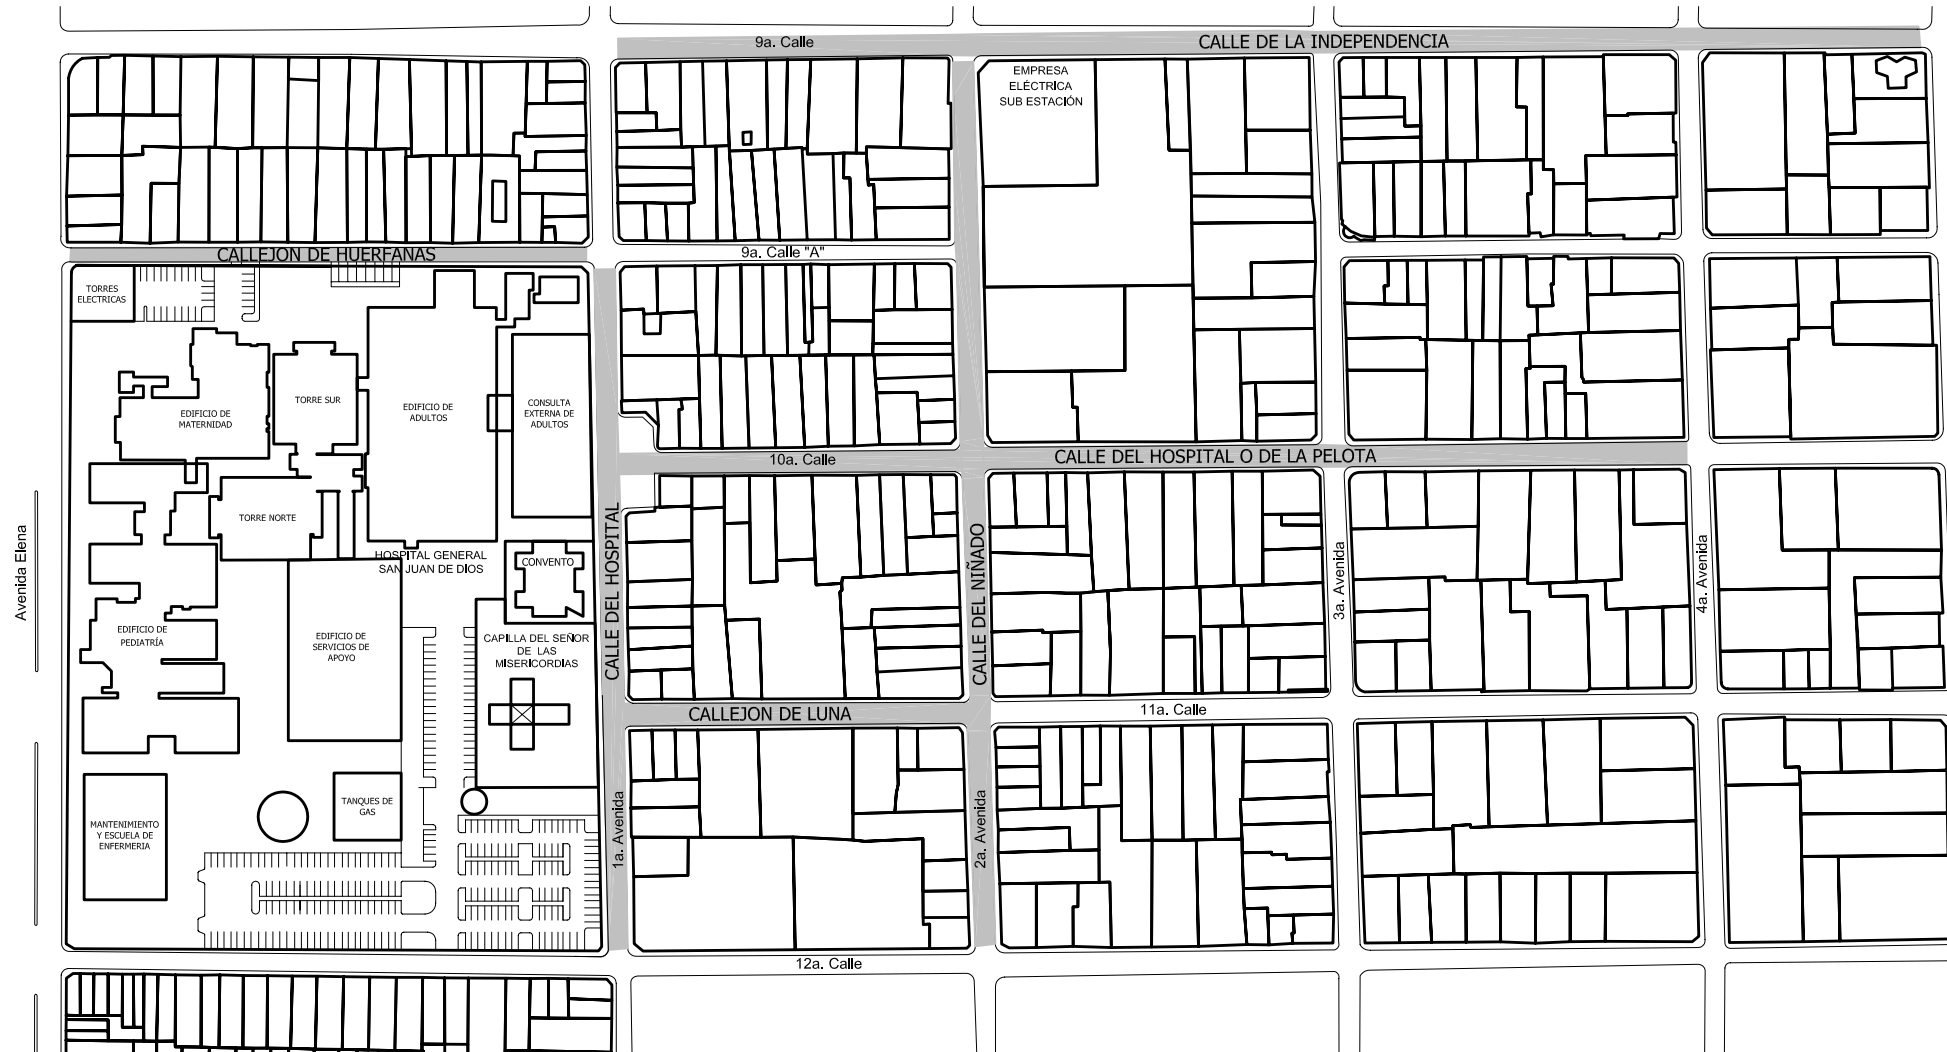 9a. Calle
CALLE DE LA INDEPENDENCIA
EMPRESA
ELÉCTRICA
SUB ESTACIÓN
CALLEJON DE HUERFANAS
9a. Calle "A"
TORRES
ELECTRICAS
EDIFICIO DE
MATERNIDAD
TORRE SUR
EDIFICIO DE
ADULTOS
CONSULTA
EXTERNA DE
ADULTOS
10a. Calle
CALLE DEL HOSPITAL O DE LA PELOTA
TORRE NORTE
HOSPITAL GENERAL
SAN JUAN DE DIOS
CONVENTO
Avenida Elena
CALLE DEL HOSPITAL
CALLE DEL NIÑADO
3a. Avenida
4a. Avenida
EDIFICIO DE
PEDIATRÍA
EDIFICIO DE
SERVICIOS DE
APOYO
CAPILLA DEL SEÑOR
DE LAS
MISERICORDIAS
CALLEJON DE LUNA
11a. Calle
MANTENIMIENTO
Y ESCUELA DE
ENFERMERIA
TANQUES DE
GAS
1a. Avenida
2a. Avenida
12a. Calle